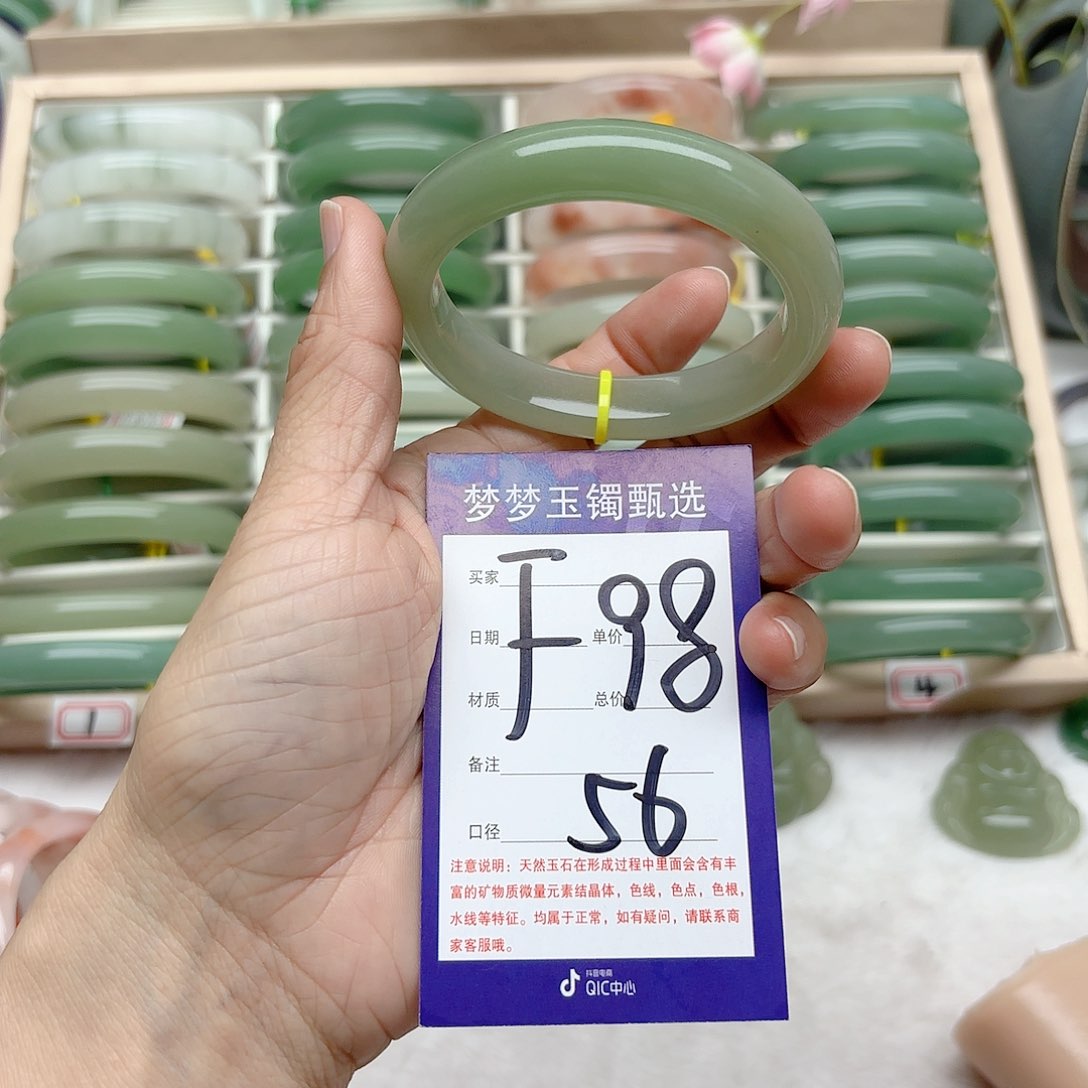 梦梦玉镯甄选
买家
F98
日期 单价
材质 总价
备注
56
口径
注意说明：天然玉石在形成过程中里面会含有丰
富的矿物质微量元素结晶体，色线，色点，色根，
水线等特征。均属于正常，如有疑问，请联系商
家客服哦。
抖音电商
QIC中心
1
4